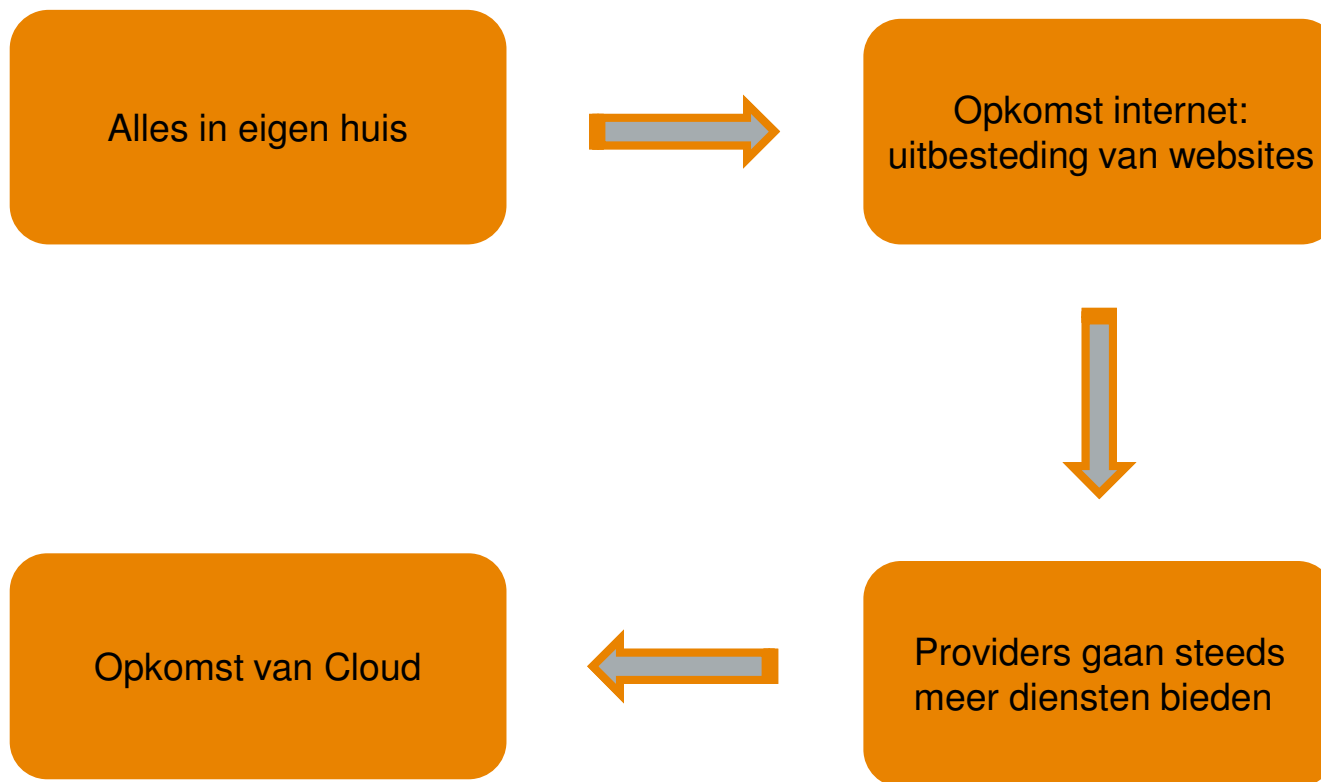 Alles in eigen huis
Opkomst internet:
uitbesteding van websites
Providers gaan steeds
meer diensten bieden
Opkomst van Cloud